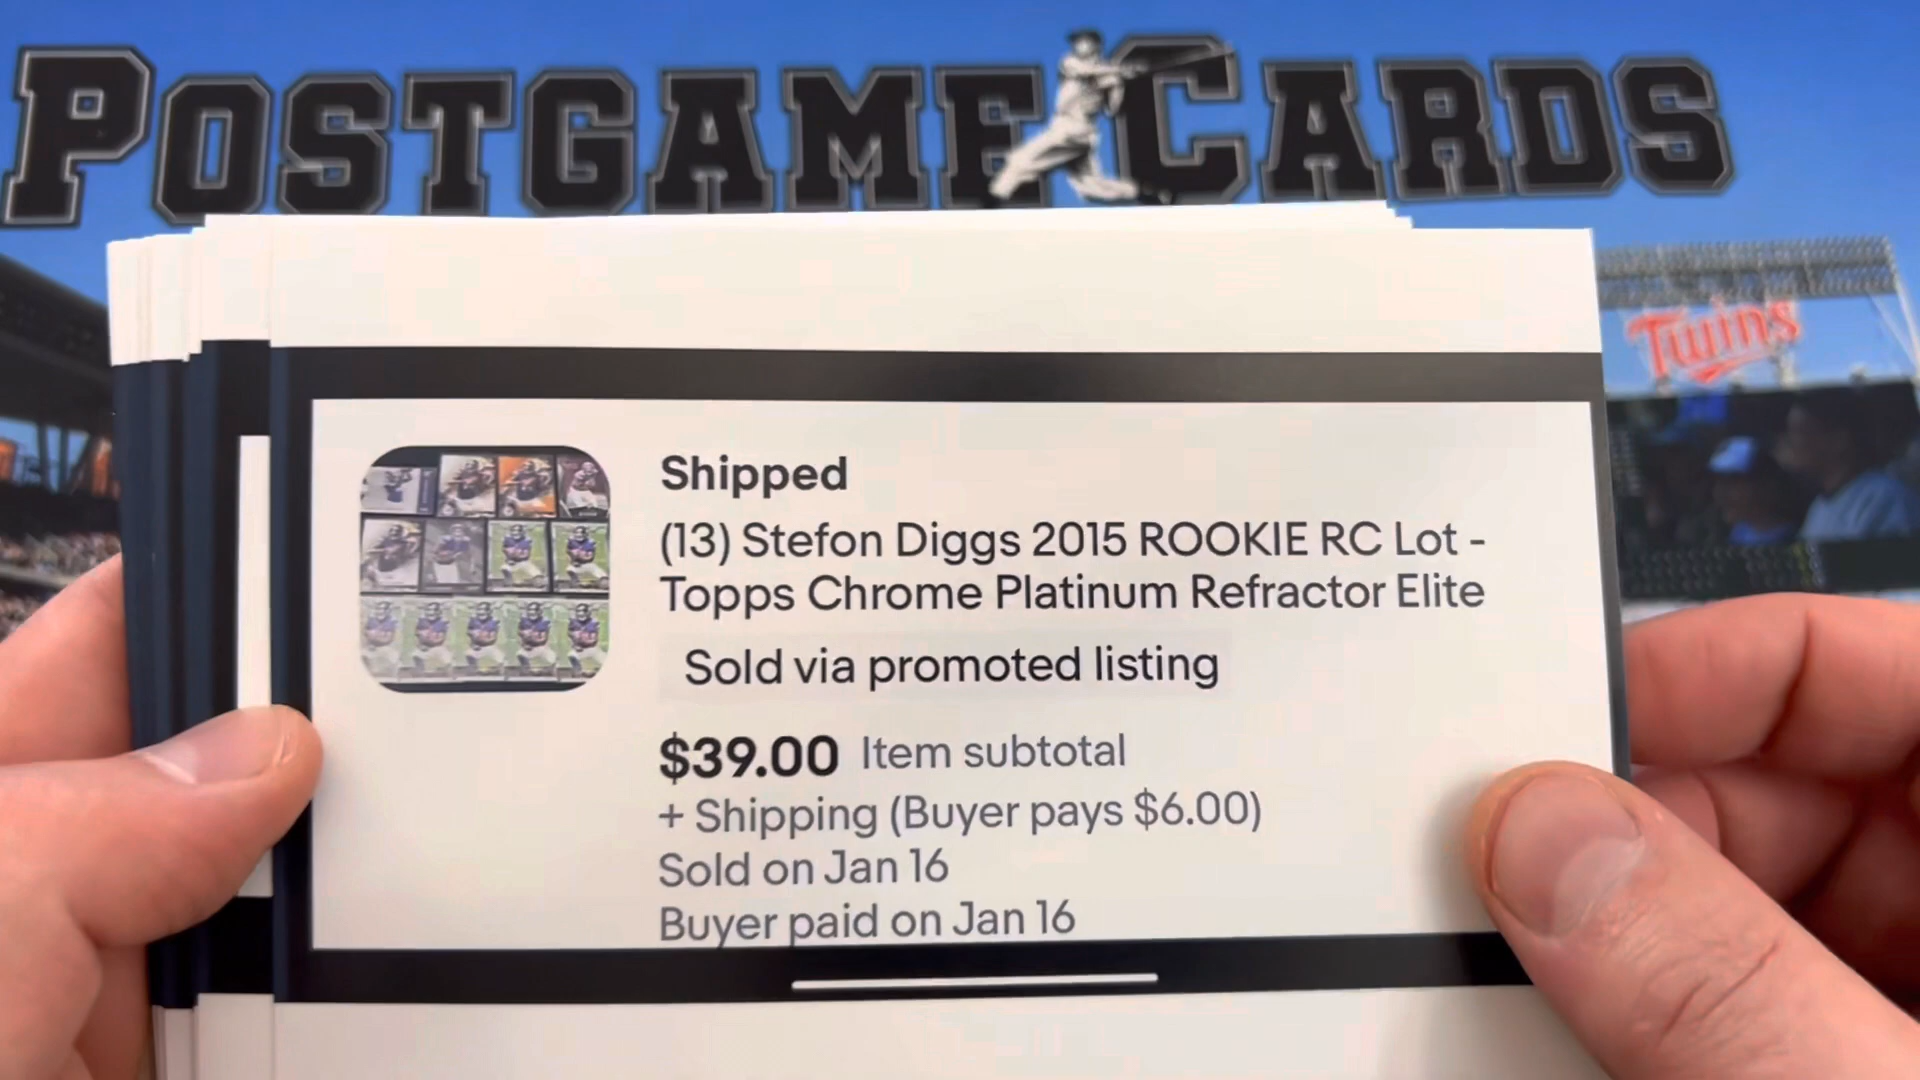 POSTGAME CARDS
Twins
Shipped
(13) Stefon Diggs 2015 ROOKIE RC Lot -
Topps Chrome Platinum Refractor Elite
Sold via promoted listing
$39.00 Item subtotal
+ Shipping (Buyer pays $6.00)
Sold on Jan 16
Buyer paid on Jan 16